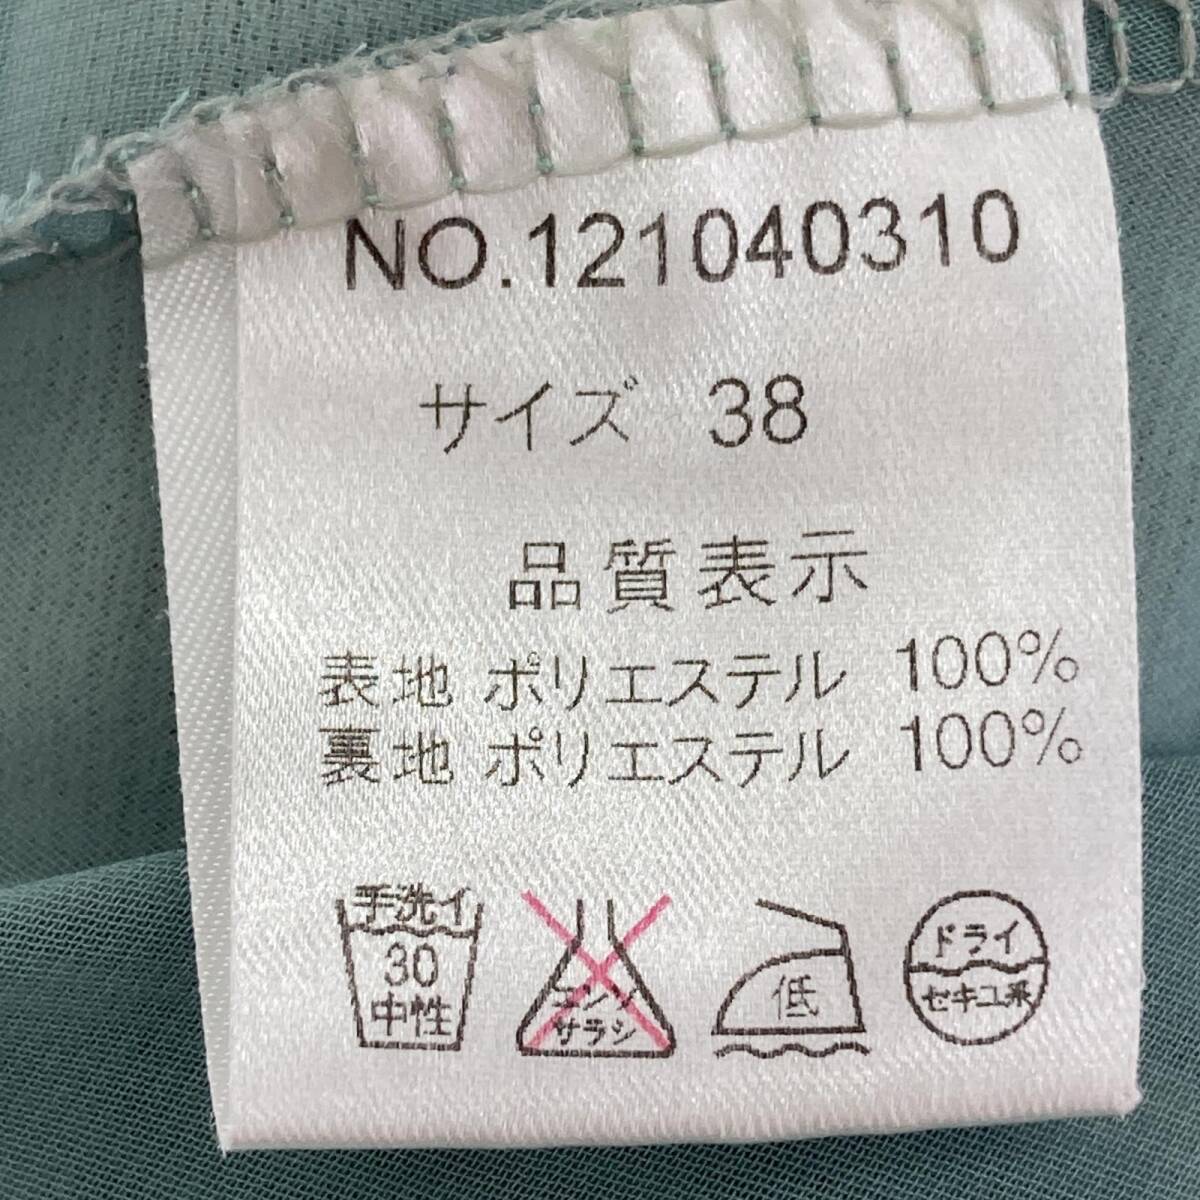 NO.121040310
サイズ 38
品質表示
表地 ポリエステル 100%
裏地 ポリエステル 100%
手洗イ
30
中性
エンソ
サラシ
低
ドライ
セキユ系